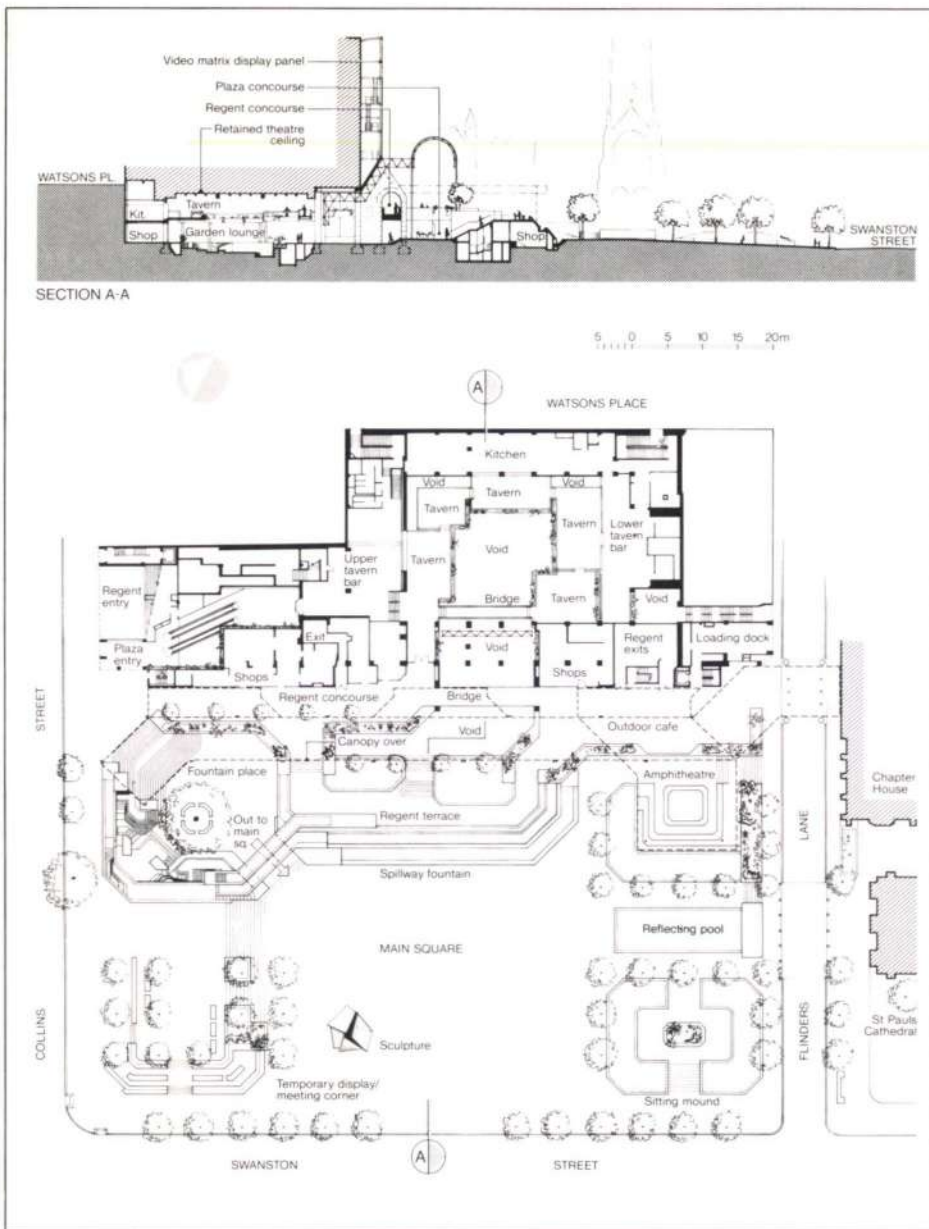 Video matrix display panel
Plaza concourse
Regent concourse
Retained theatre
ceiling
WATSONS PL.
Tavern
Kit.
Shop
Garden lounge
Shop
SWANSTON
STREET
SECTION A-A
5 0 5 10 15 20m
A
WATSONS PLACE
Kitchen
Void
Tavern
Void
Tavern
Tavern
Lower
tavern
bar
Void
Upper
tavern
bar
Tavern
Regent
entry
Bridge
Tavern
Void
Plaza
entry
Exit
Void
Regent
exits
Loading dock
Shops
Shops
Regent concourse
Bridge
STREET
Outdoor cafe
Canopy over
Void
Fountain place
Amphitheatre
Chapter
House
Regent terrace
Out to
main
sq.
LANE
Spillway fountain
Reflecting pool
MAIN SQUARE
COLLINS
FLINDERS
St Pauls
Cathedral
Sculpture
Temporary display/
meeting corner
Sitting mound
A
SWANSTON
STREET